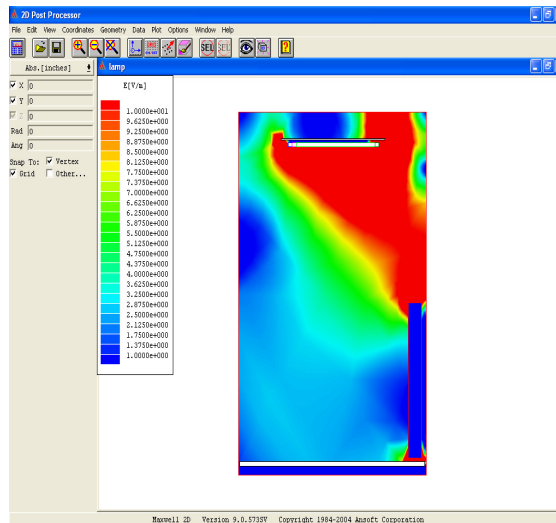 2D Post Processor
File Edit View Coordinates Geometry Data Plot Options Window Help
Abs.[inches]
lamp
X 0
Y 0
Z 0
Rad 0
Ang 0
Snap To: Vertex
Grid Other...
E[V/m]
1.0000e+001
9.6250e+000
9.2500e+000
8.8750e+000
8.5000e+000
8.1250e+000
7.7500e+000
7.3750e+000
7.0000e+000
6.6250e+000
6.2500e+000
5.8750e+000
5.5000e+000
5.1250e+000
4.7500e+000
4.3750e+000
4.0000e+000
3.6250e+000
3.2500e+000
2.8750e+000
2.5000e+000
2.1250e+000
1.7500e+000
1.3750e+000
1.0000e+000
Maxwell 2D Version 9.0.573SV Copyright 1984-2004 Ansoft Corporation